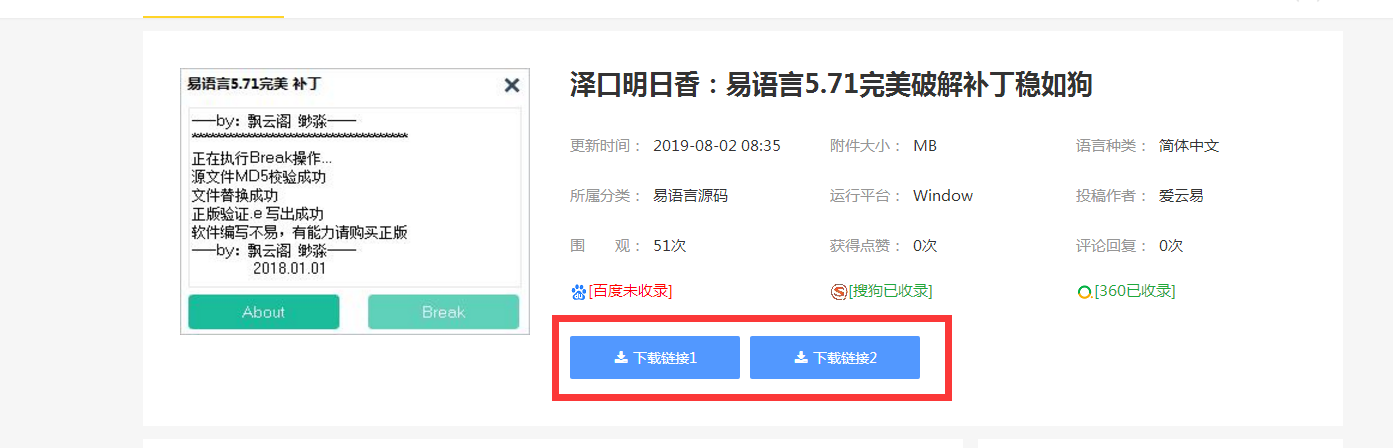 易语言5.71完美 补丁
——by: 飘云阁 缈淼——
************************************************
正在执行Break操作...
源文件MD5校验成功
文件替换成功
正版验证.e 写出成功
软件编写不易，有能力请购买正版
——by: 飘云阁 缈淼——
2018.01.01
About
Break
泽口明日香：易语言5.71完美破解补丁稳如狗
更新时间： 2019-08-02 08:35 附件大小： MB 语言种类： 简体中文
所属分类： 易语言源码 运行平台： Window 投稿作者： 爱云易
围 观： 51次 获得点赞： 0次 评论回复： 0次
[百度未收录] [搜狗已收录] [360已收录]
下载链接1 下载链接2